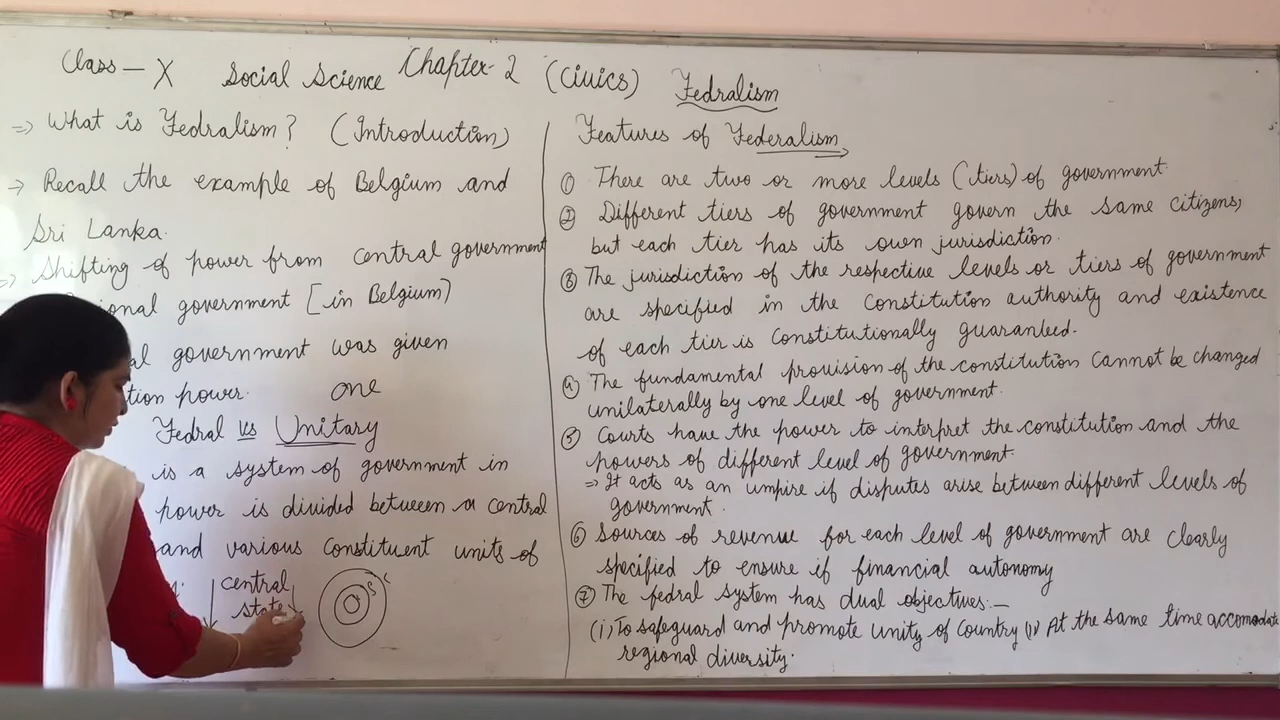 Class - X Social Science Chapter-2 (Civics) Fedralism
=> What is Fedralism? (Introduction)
=> Recall the example of Belgium and
Sri Lanka.
=> Shifting of power from central government
ional government [in Belgium)
al government was given
tion power. one
Fedral Vs Unitary
is a system of government in
power is divided between a central
and various constituent units of
y.
central
state
Features of Federalism
① There are two or more levels (tiers) of government.
② Different tiers of government govern the same citizens,
but each tier has its own jurisdiction.
③ The jurisdiction of the respective levels or tiers of government
are specified in the constitution authority and existence
of each tier is constitutionally guaranteed.
④ The fundamental provision of the constitution cannot be changed
unilaterally by one level of government.
⑤ Courts have the power to interpret the constitution and the
powers of different level of government.
=> It acts as an umpire if disputes arise between different levels of
government.
⑥ Sources of revenue for each level of government are clearly
specified to ensure if financial autonomy
⑦ The fedral system has dual objectives:-
(i) To safeguard and promote unity of country (ii) At the same time accomodate
regional diversity.